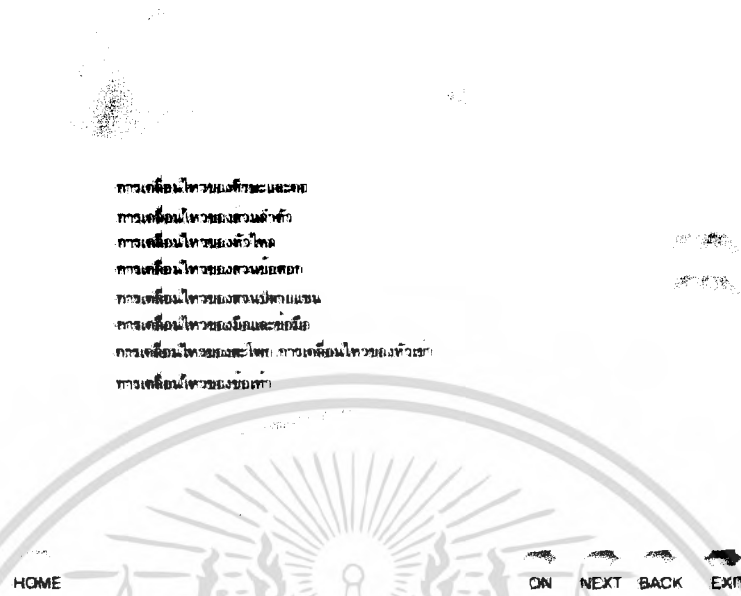 การเคลื่อนไหวของศีรษะและคอ
การเคลื่อนไหวของส่วนลำตัว
การเคลื่อนไหวของหัวไหล่
การเคลื่อนไหวของส่วนข้อศอก
การเคลื่อนไหวของส่วนปลายแขน
การเคลื่อนไหวของมือและข้อมือ
การเคลื่อนไหวของตะโพก การเคลื่อนไหวของหัวเข่า
การเคลื่อนไหวของข้อเท้า
HOME ON NEXT BACK EXIT